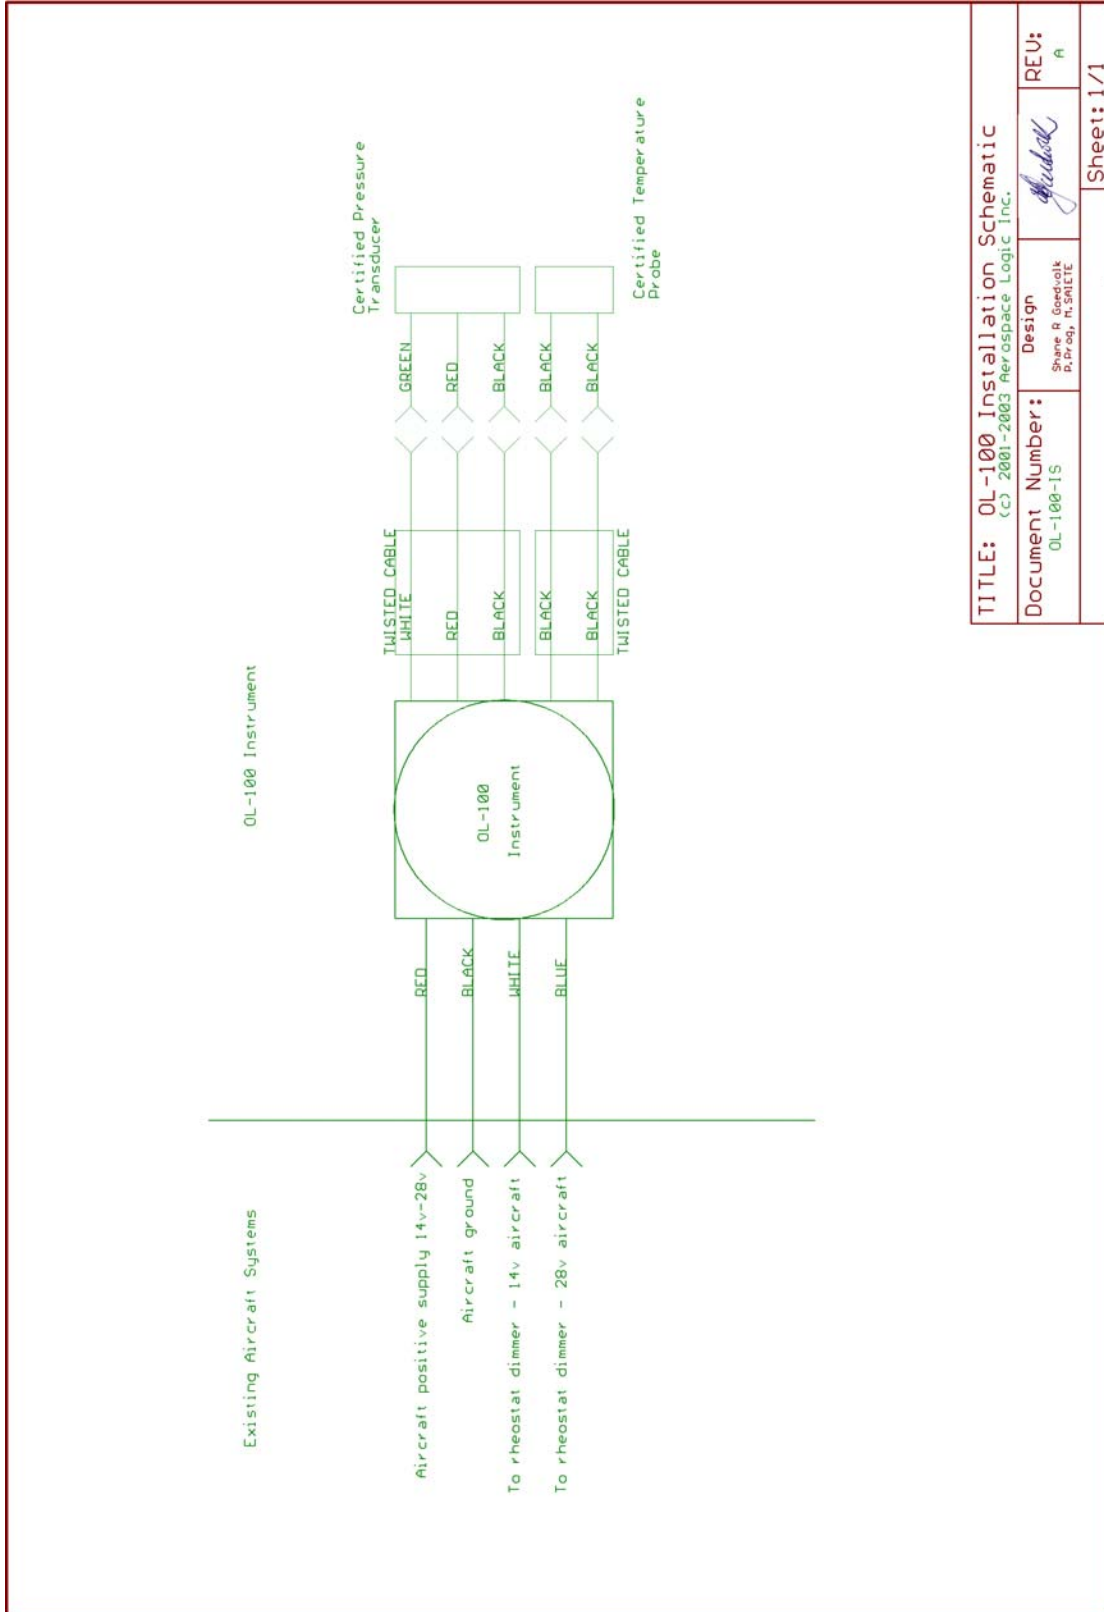 OL-100 Instrument
Existing Aircraft Systems
Certified Pressure
Transducer
TWISTED CABLE
WHITE
GREEN
RED
Aircraft positive supply 14v-28v
RED
RED
BLACK
Aircraft ground
BLACK
OL-100
Instrument
BLACK
BLACK
To rheostat dimmer - 14v aircraft
WHITE
BLACK
BLACK
To rheostat dimmer - 28v aircraft
BLUE
BLACK
BLACK
TWISTED CABLE
Certified Temperature
Probe
TITLE: OL-100 Installation Schematic
(c) 2001-2003 Aerospace Logic Inc.
Document Number:
OL-100-IS
Design
Shane R Goedvolk
P.Prog, M.SAIETE
REV:
A
Sheet: 1/1